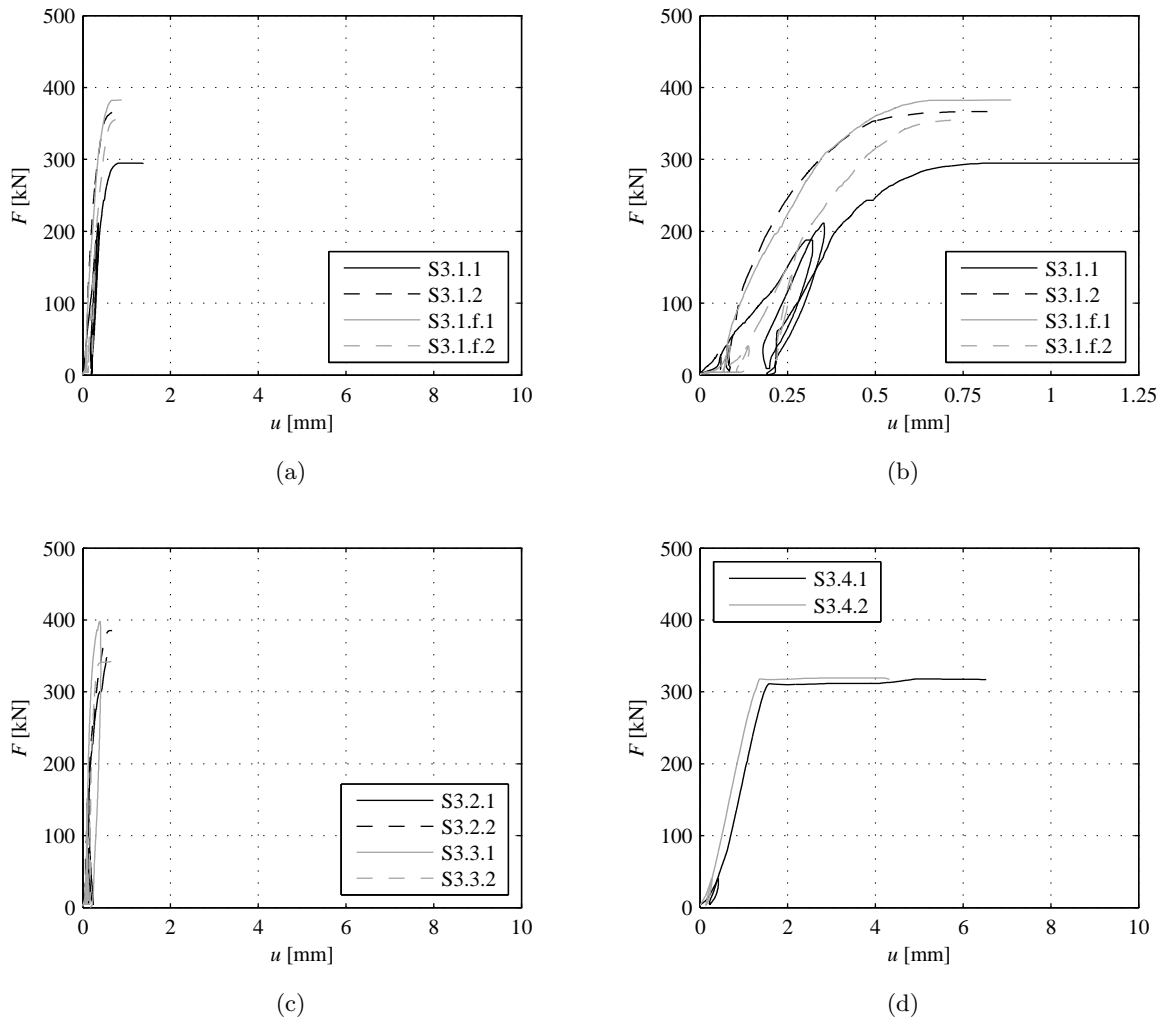 500
400
300
200
100
0
F [kN]
0 2 4 6 8 10
u [mm]
S3.1.1
S3.1.2
S3.1.f.1
S3.1.f.2
(a)
500
400
300
200
100
0
F [kN]
0 0.25 0.5 0.75 1 1.25
u [mm]
S3.1.1
S3.1.2
S3.1.f.1
S3.1.f.2
(b)
500
400
300
200
100
0
F [kN]
0 2 4 6 8 10
u [mm]
S3.2.1
S3.2.2
S3.3.1
S3.3.2
(c)
500
400
300
200
100
0
F [kN]
0 2 4 6 8 10
u [mm]
S3.4.1
S3.4.2
(d)